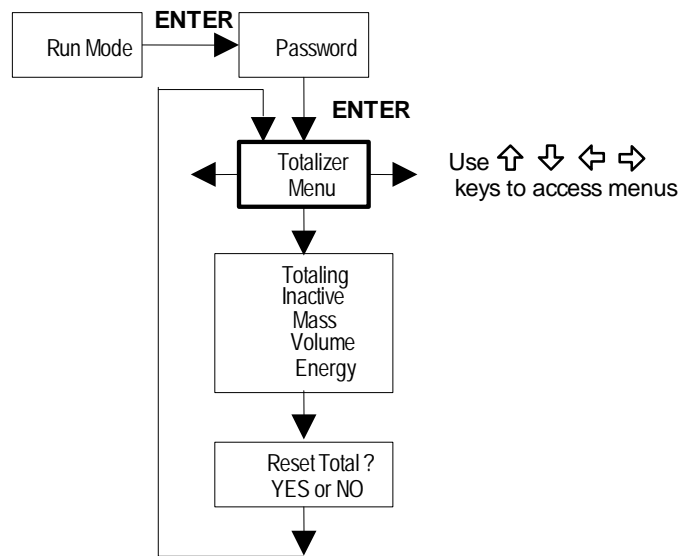 ENTER
Run Mode
Password
ENTER
Totalizer
Menu
Use ⇧ ⇩ ⇦ ⇨
keys to access menus
Totaling
Inactive
Mass
Volume
Energy
Reset Total ?
YES or NO